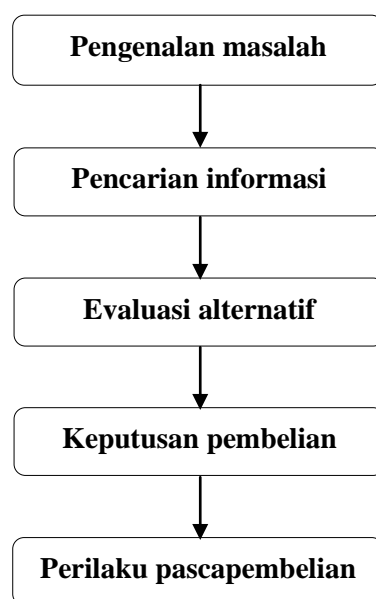 Pengenalan masalah
Pencarian informasi
Evaluasi alternatif
Keputusan pembelian
Perilaku pascapembelian